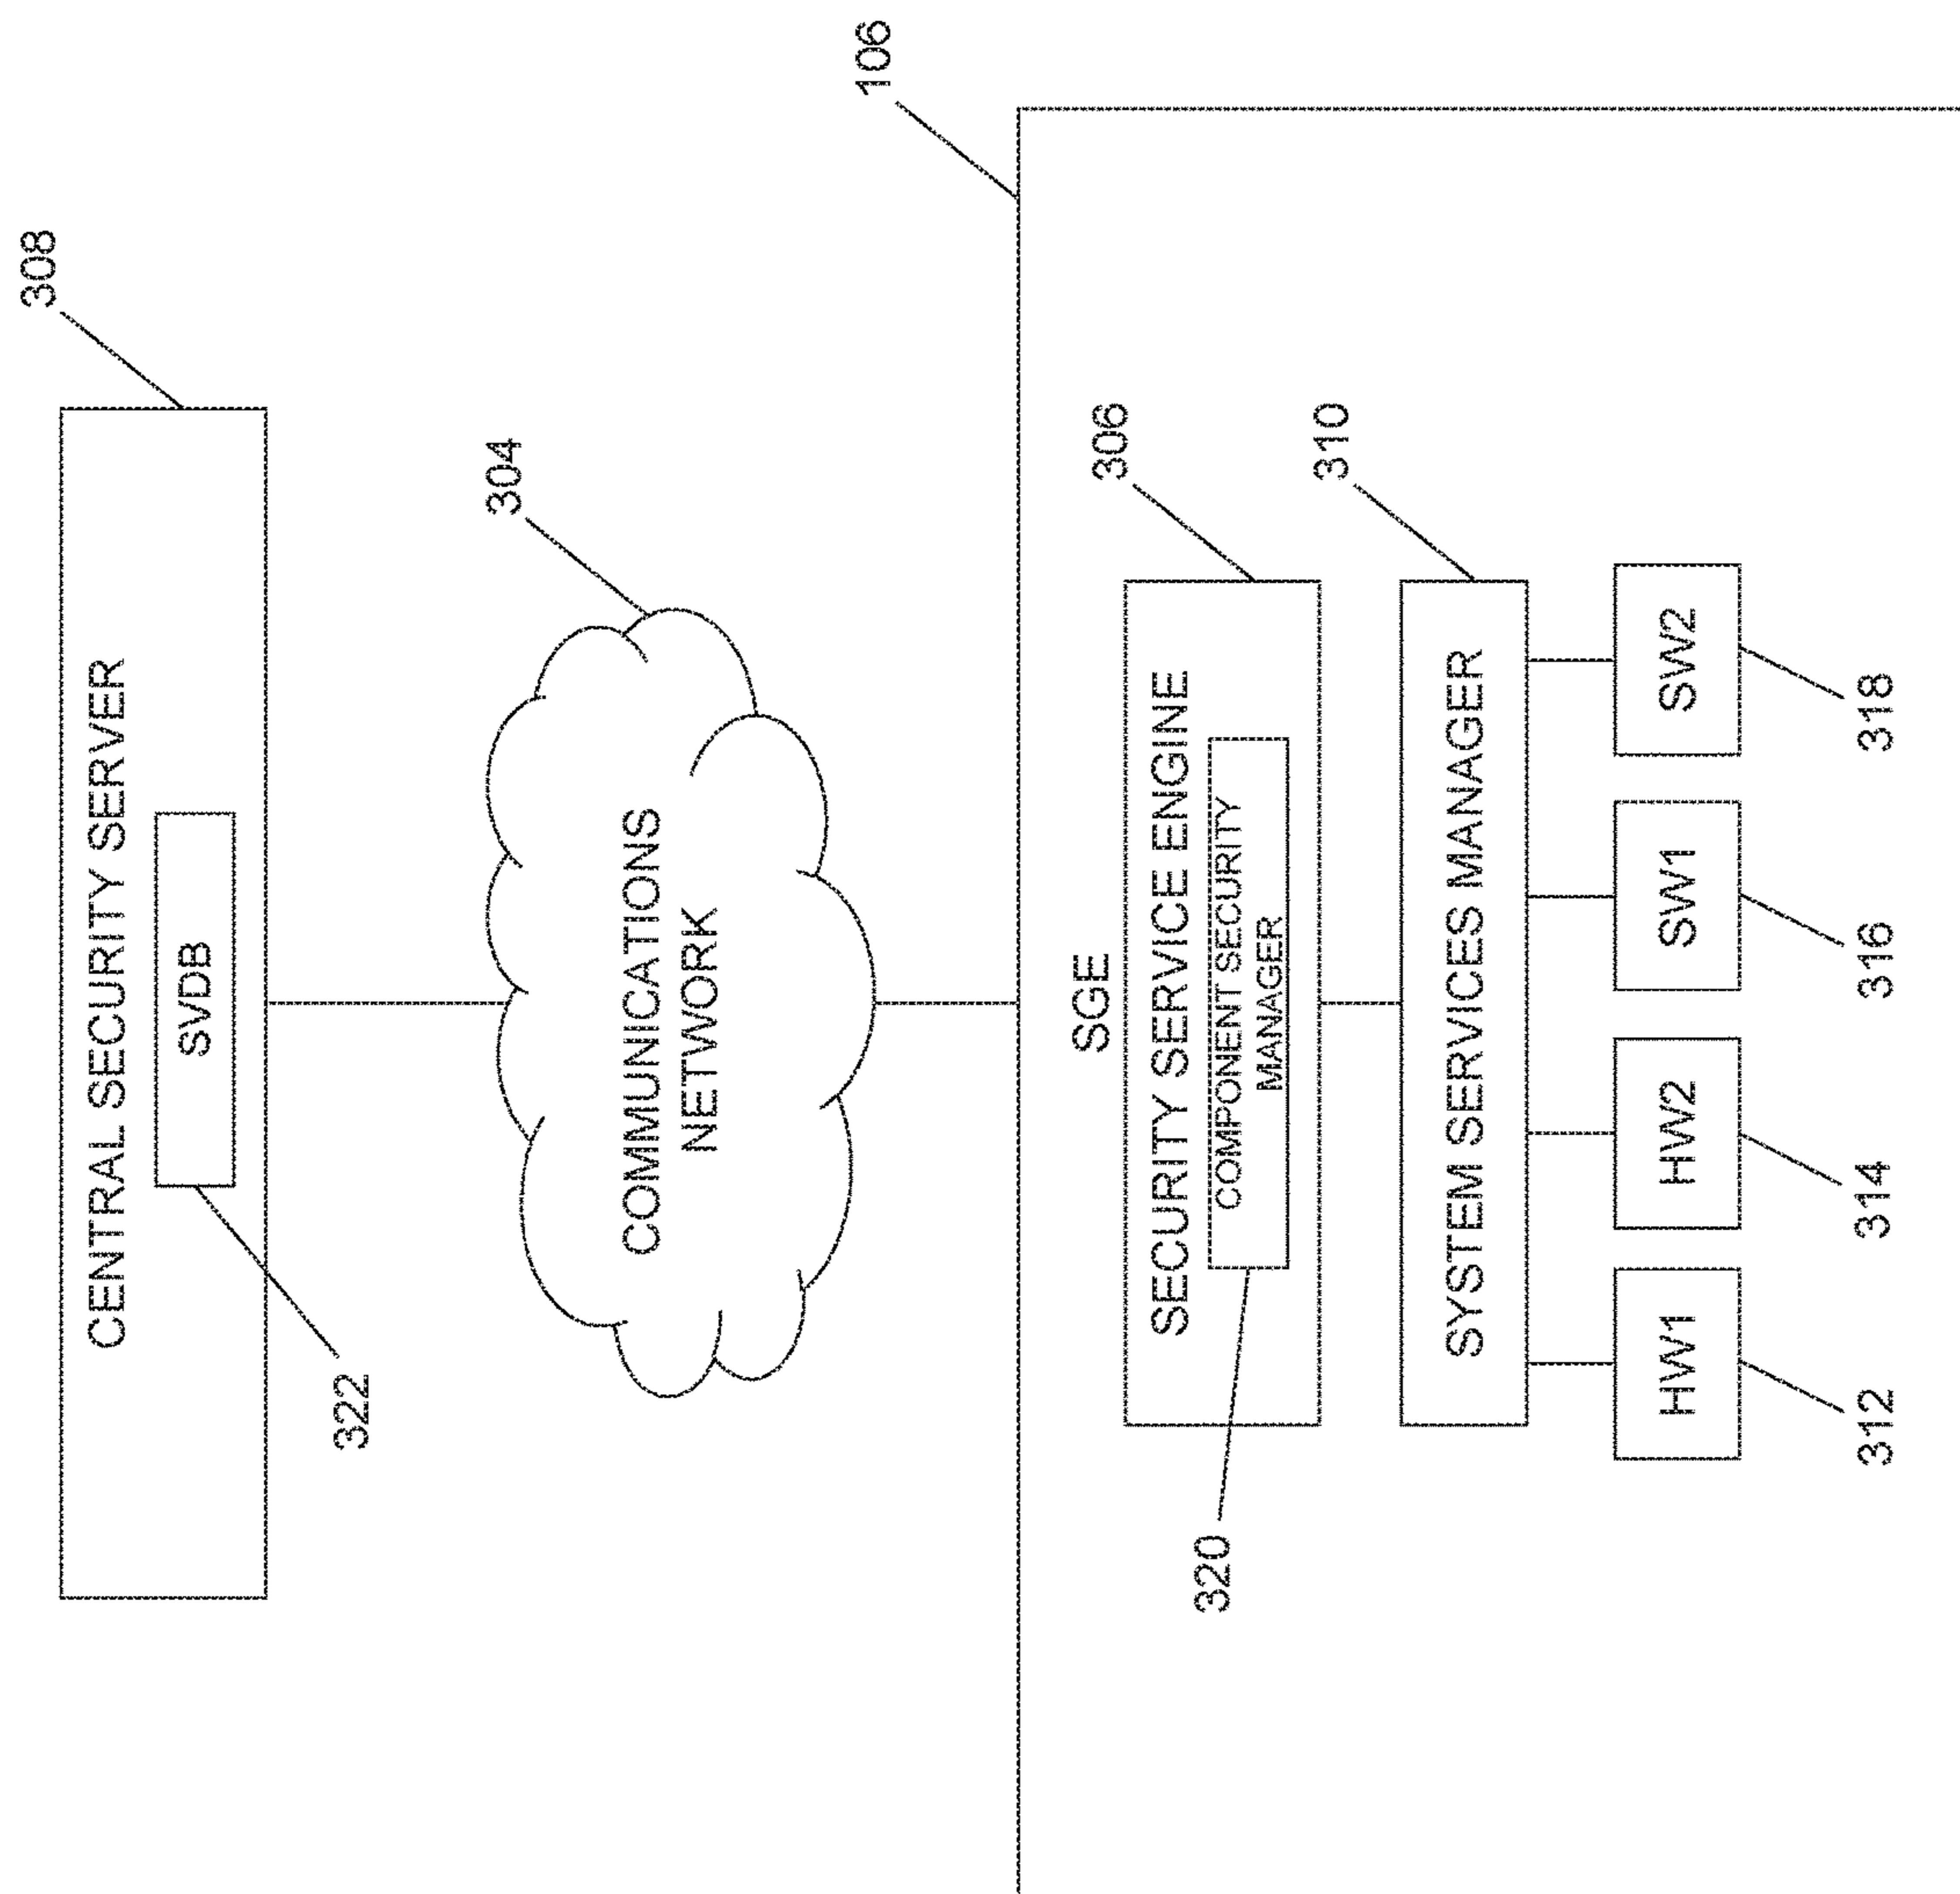 308
CENTRAL SECURITY SERVER
SVDB
322
304
COMMUNICATIONS
NETWORK
106
SGE
306
SECURITY SERVICE ENGINE
COMPONENT SECURITY
MANAGER
320
310
SYSTEM SERVICES MANAGER
HW1
HW2
SW1
SW2
312
314
316
318